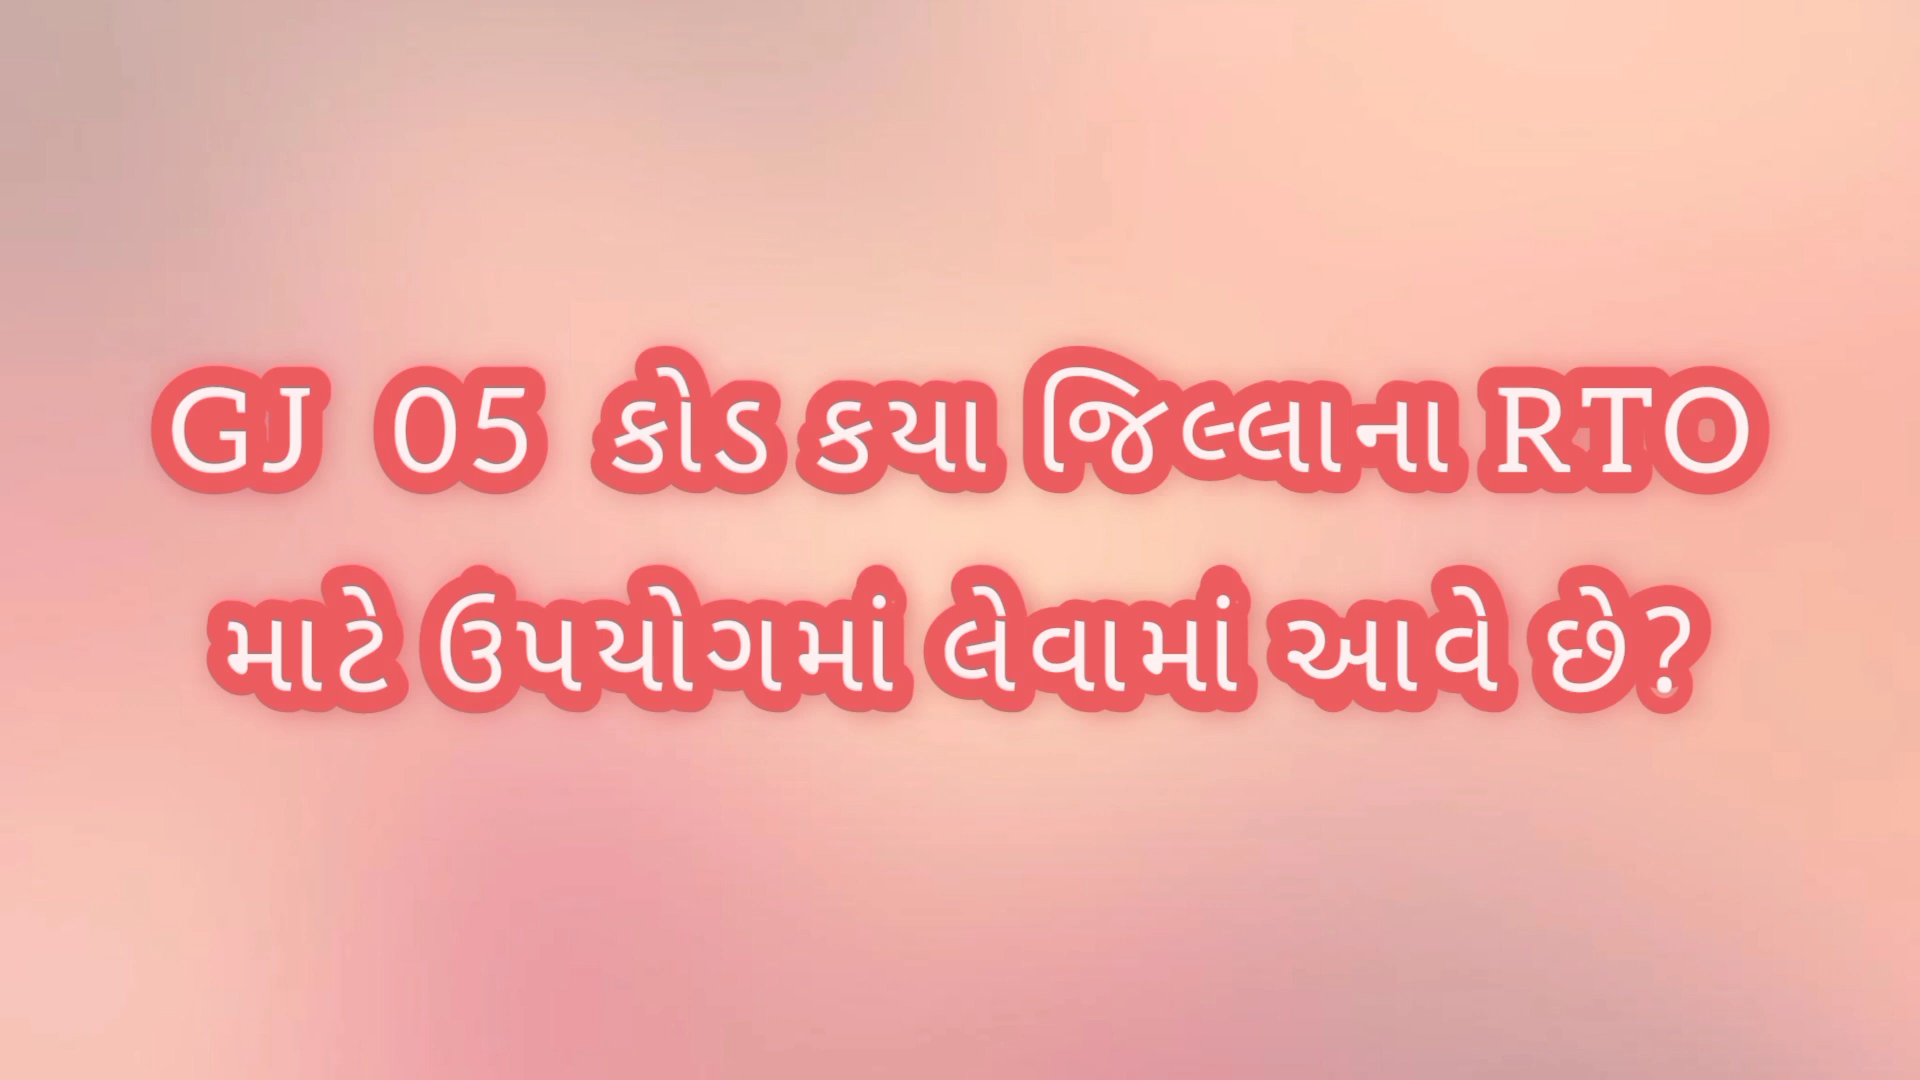 GJ 05 કોડ કયા જિલ્લાના RTO
માટે ઉપયોગમાં લેવામાં આવે છે?